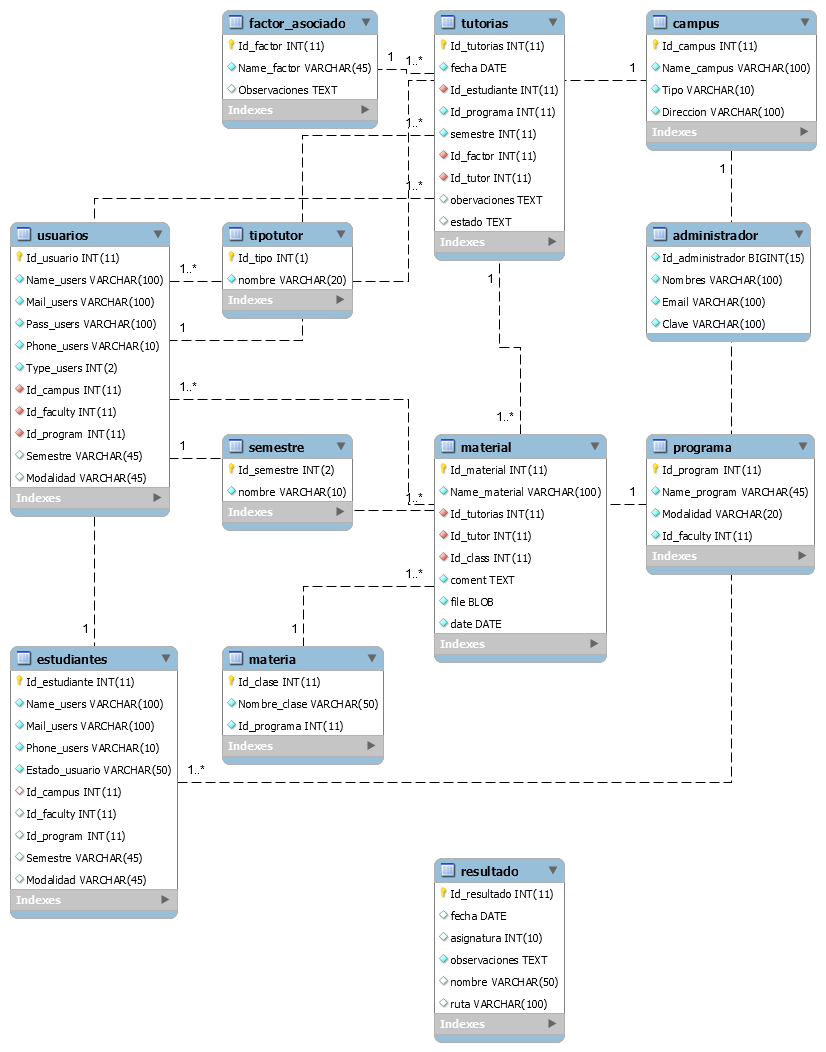 factor_asociado
Id_factor INT(11)
Name_factor VARCHAR(45)
Observaciones TEXT
Indexes
tutorias
Id_tutorias INT(11)
fecha DATE
Id_estudiante INT(11)
Id_programa INT(11)
semestre INT(11)
Id_factor INT(11)
Id_tutor INT(11)
obervaciones TEXT
estado TEXT
Indexes
campus
Id_campus INT(11)
Name_campus VARCHAR(100)
Tipo VARCHAR(10)
Direccion VARCHAR(100)
Indexes
1
1..*
1
1..*
1
1..*
usuarios
Id_usuario INT(11)
Name_users VARCHAR(100)
Mail_users VARCHAR(100)
Pass_users VARCHAR(100)
Phone_users VARCHAR(10)
Type_users INT(2)
Id_campus INT(11)
Id_faculty INT(11)
Id_program INT(11)
Semestre VARCHAR(45)
Modalidad VARCHAR(45)
Indexes
tipotutor
Id_tipo INT(1)
nombre VARCHAR(20)
Indexes
administrador
Id_administrador BIGINT(15)
Nombres VARCHAR(100)
Email VARCHAR(100)
Clave VARCHAR(100)
1..*
1
1
1..*
1..*
1
semestre
Id_semestre INT(2)
nombre VARCHAR(10)
Indexes
material
Id_material INT(11)
Name_material VARCHAR(100)
Id_tutorias INT(11)
Id_tutor INT(11)
Id_class INT(11)
coment TEXT
file BLOB
date DATE
Indexes
programa
Id_program INT(11)
Name_program VARCHAR(45)
Modalidad VARCHAR(20)
Id_faculty INT(11)
Indexes
1..*
1
1..*
1
1
estudiantes
Id_estudiante INT(11)
Name_users VARCHAR(100)
Mail_users VARCHAR(100)
Phone_users VARCHAR(10)
Estado_usuario VARCHAR(50)
Id_campus INT(11)
Id_faculty INT(11)
Id_program INT(11)
Semestre VARCHAR(45)
Modalidad VARCHAR(45)
Indexes
materia
Id_clase INT(11)
Nombre_clase VARCHAR(50)
Id_programa INT(11)
Indexes
1..*
resultado
Id_resultado INT(11)
fecha DATE
asignatura INT(10)
observaciones TEXT
nombre VARCHAR(50)
ruta VARCHAR(100)
Indexes